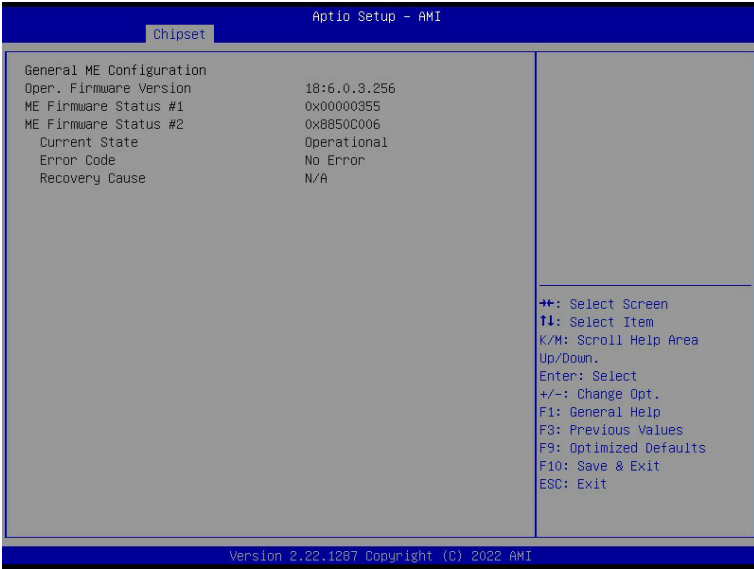 Aptio Setup – AMI
Chipset
General ME Configuration
Oper. Firmware Version 18:6.0.3.256
ME Firmware Status #1 0x00000355
ME Firmware Status #2 0x8850C006
Current State Operational
Error Code No Error
Recovery Cause N/A
→←: Select Screen
↑↓: Select Item
K/M: Scroll Help Area
Up/Down.
Enter: Select
+/-: Change Opt.
F1: General Help
F3: Previous Values
F9: Optimized Defaults
F10: Save & Exit
ESC: Exit
Version 2.22.1287 Copyright (C) 2022 AMI